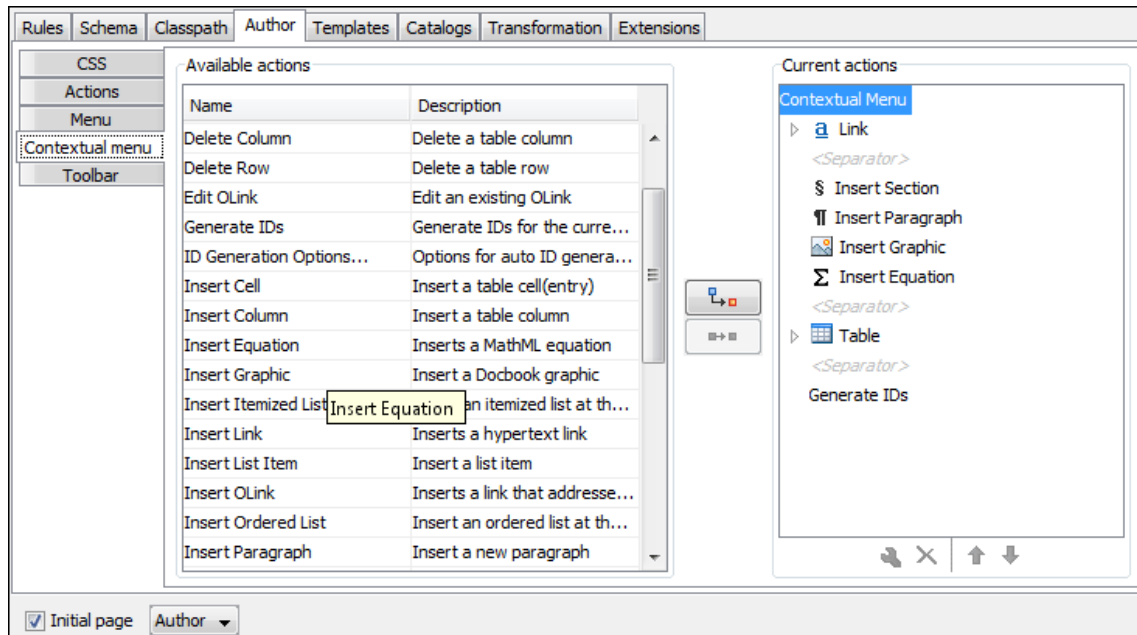 Rules Schema Classpath Author Templates Catalogs Transformation Extensions
CSS
Actions
Menu
Contextual menu
Toolbar
Available actions
Name Description
Delete Column Delete a table column
Delete Row Delete a table row
Edit OLink Edit an existing OLink
Generate IDs Generate IDs for the curre...
ID Generation Options... Options for auto ID genera...
Insert Cell Insert a table cell(entry)
Insert Column Insert a table column
Insert Equation Inserts a MathML equation
Insert Graphic Insert a Docbook graphic
Insert Itemized List an itemized list at th...
Insert Equation
Insert Link Inserts a hypertext link
Insert List Item Insert a list item
Insert OLink Inserts a link that addresse...
Insert Ordered List Insert an ordered list at th...
Insert Paragraph Insert a new paragraph
Current actions
Contextual Menu
a Link
<Separator>
§ Insert Section
¶ Insert Paragraph
Insert Graphic
Σ Insert Equation
<Separator>
Table
<Separator>
Generate IDs
Initial page Author